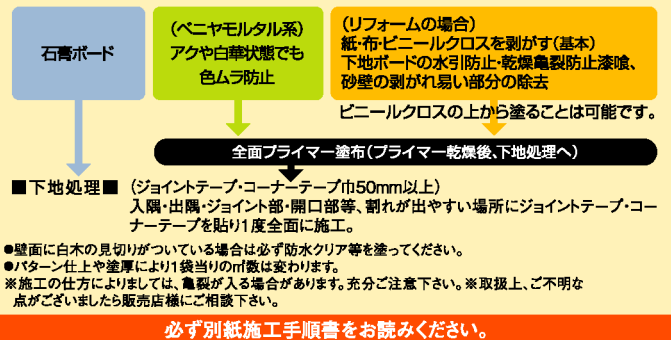 石膏ボード
(ベニヤモルタル系)
アクや白華状態でも
色ムラ防止
(リフォームの場合)
紙・布・ビニールクロスを剥がす(基本)
下地ボードの水引防止・乾燥亀裂防止漆喰、
砂壁の剥がれ易い部分の除去
ビニールクロスの上から塗ることは可能です。
全面プライマー塗布(プライマー乾燥後、下地処理へ)
■下地処理■ (ジョイントテープ・コーナーテープ巾50mm以上)
入隅・出隅・ジョイント部・開口部等、割れが出やすい場所にジョイントテープ・コー
ナーテープを貼り1度全面に施工。
●壁面に白木の見切りがついている場合は必ず防水クリア等を塗ってください。
●パターン仕上や塗厚により1袋当りの㎡数は変わります。
※施工の仕方によりましては、亀裂が入る場合があります。充分ご注意下さい。※取扱上、ご不明な
点がございましたら販売店様にご相談下さい。
必ず別紙施工手順書をお読みください。